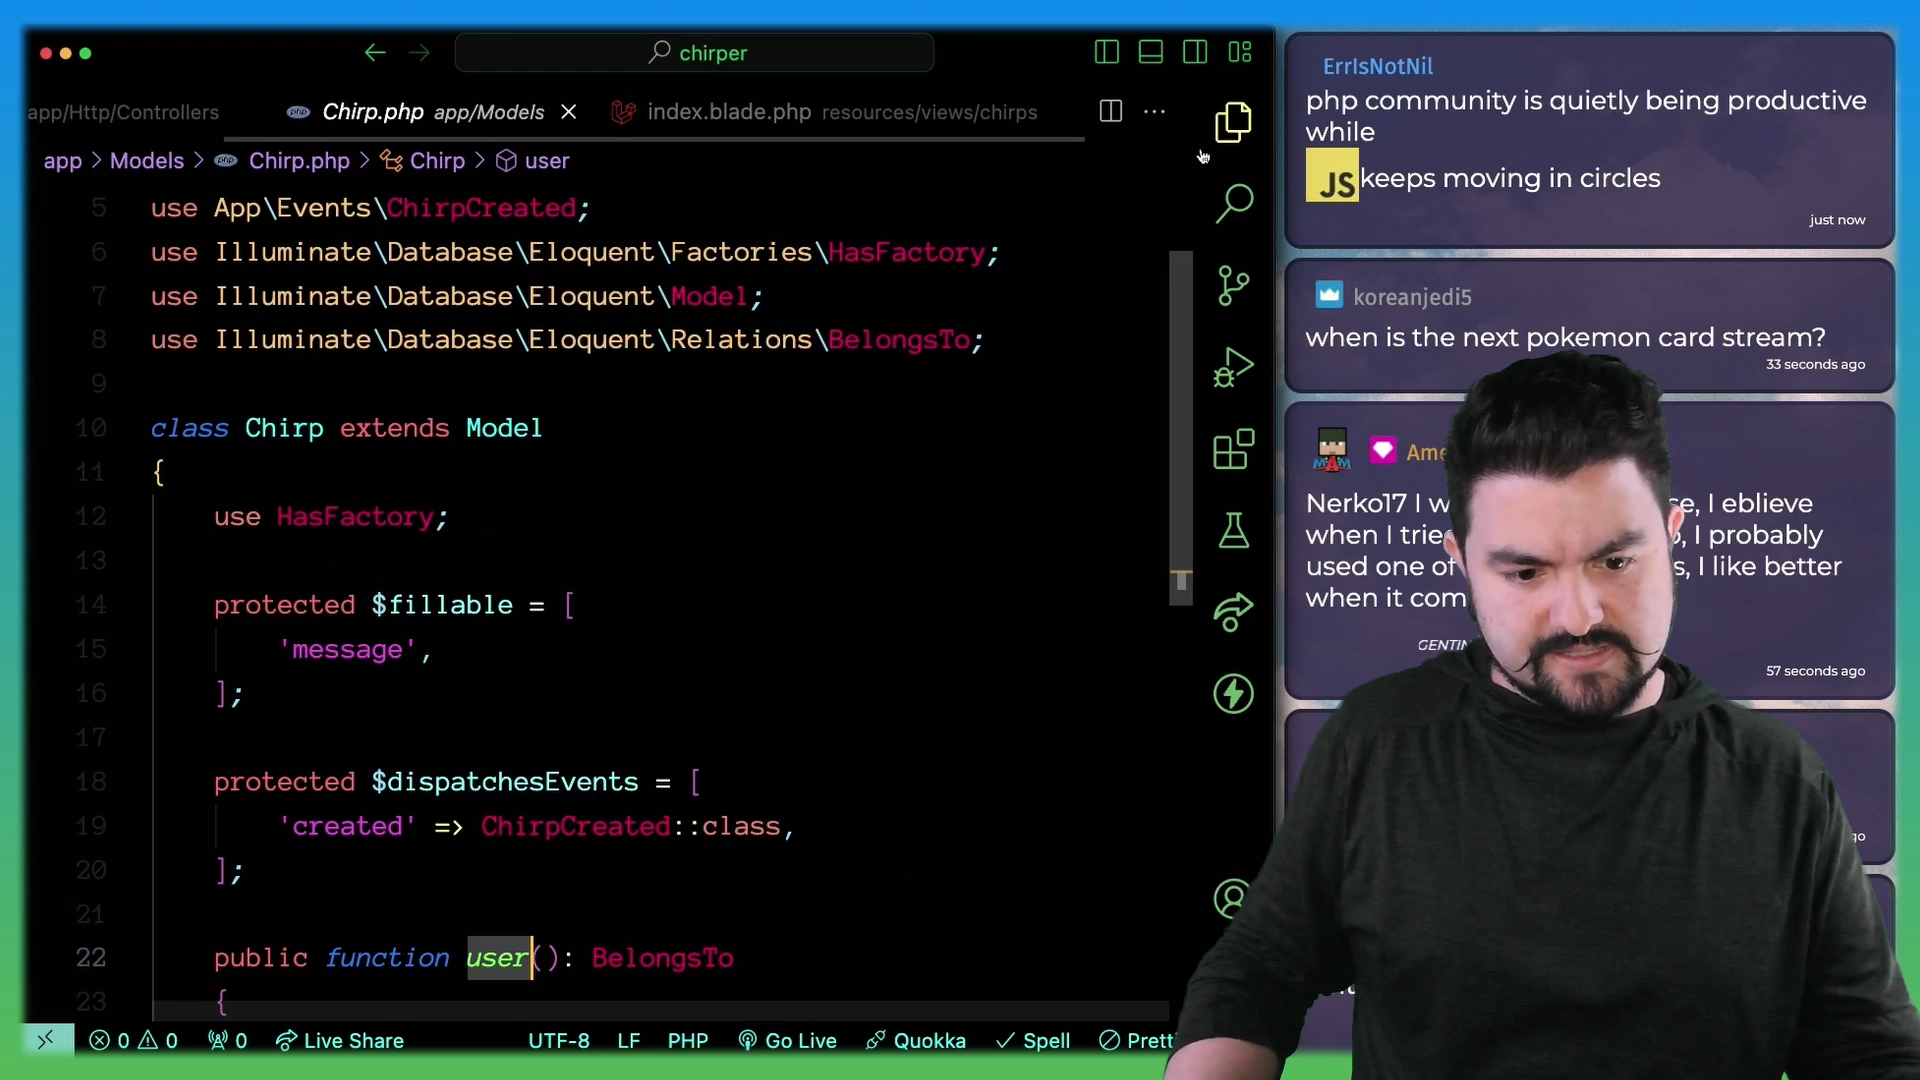 chirper
app/Http/Controllers
Chirp.php app/Models
index.blade.php resources/views/chirps
app > Models > php Chirp.php > Chirp > user
5 use App\Events\ChirpCreated;
6 use Illuminate\Database\Eloquent\Factories\HasFactory;
7 use Illuminate\Database\Eloquent\Model;
8 use Illuminate\Database\Eloquent\Relations\BelongsTo;
9
10 class Chirp extends Model
11 {
12 use HasFactory;
13
14 protected $fillable = [
15 'message',
16 ];
17
18 protected $dispatchesEvents = [
19 'created' => ChirpCreated::class,
20 ];
21
22 public function user(): BelongsTo
23 {
0 0 0 Live Share UTF-8 LF PHP Go Live Quokka Spell Prett
ErrIsNotNil
php community is quietly being productive
while
JS keeps moving in circles
just now
koreanjedi5
when is the next pokemon card stream?
33 seconds ago
MAM Ame
Nerko17 I w se, I eblieve
when I trie , I probably
used one of s, I like better
when it com
GENTIN
57 seconds ago
go